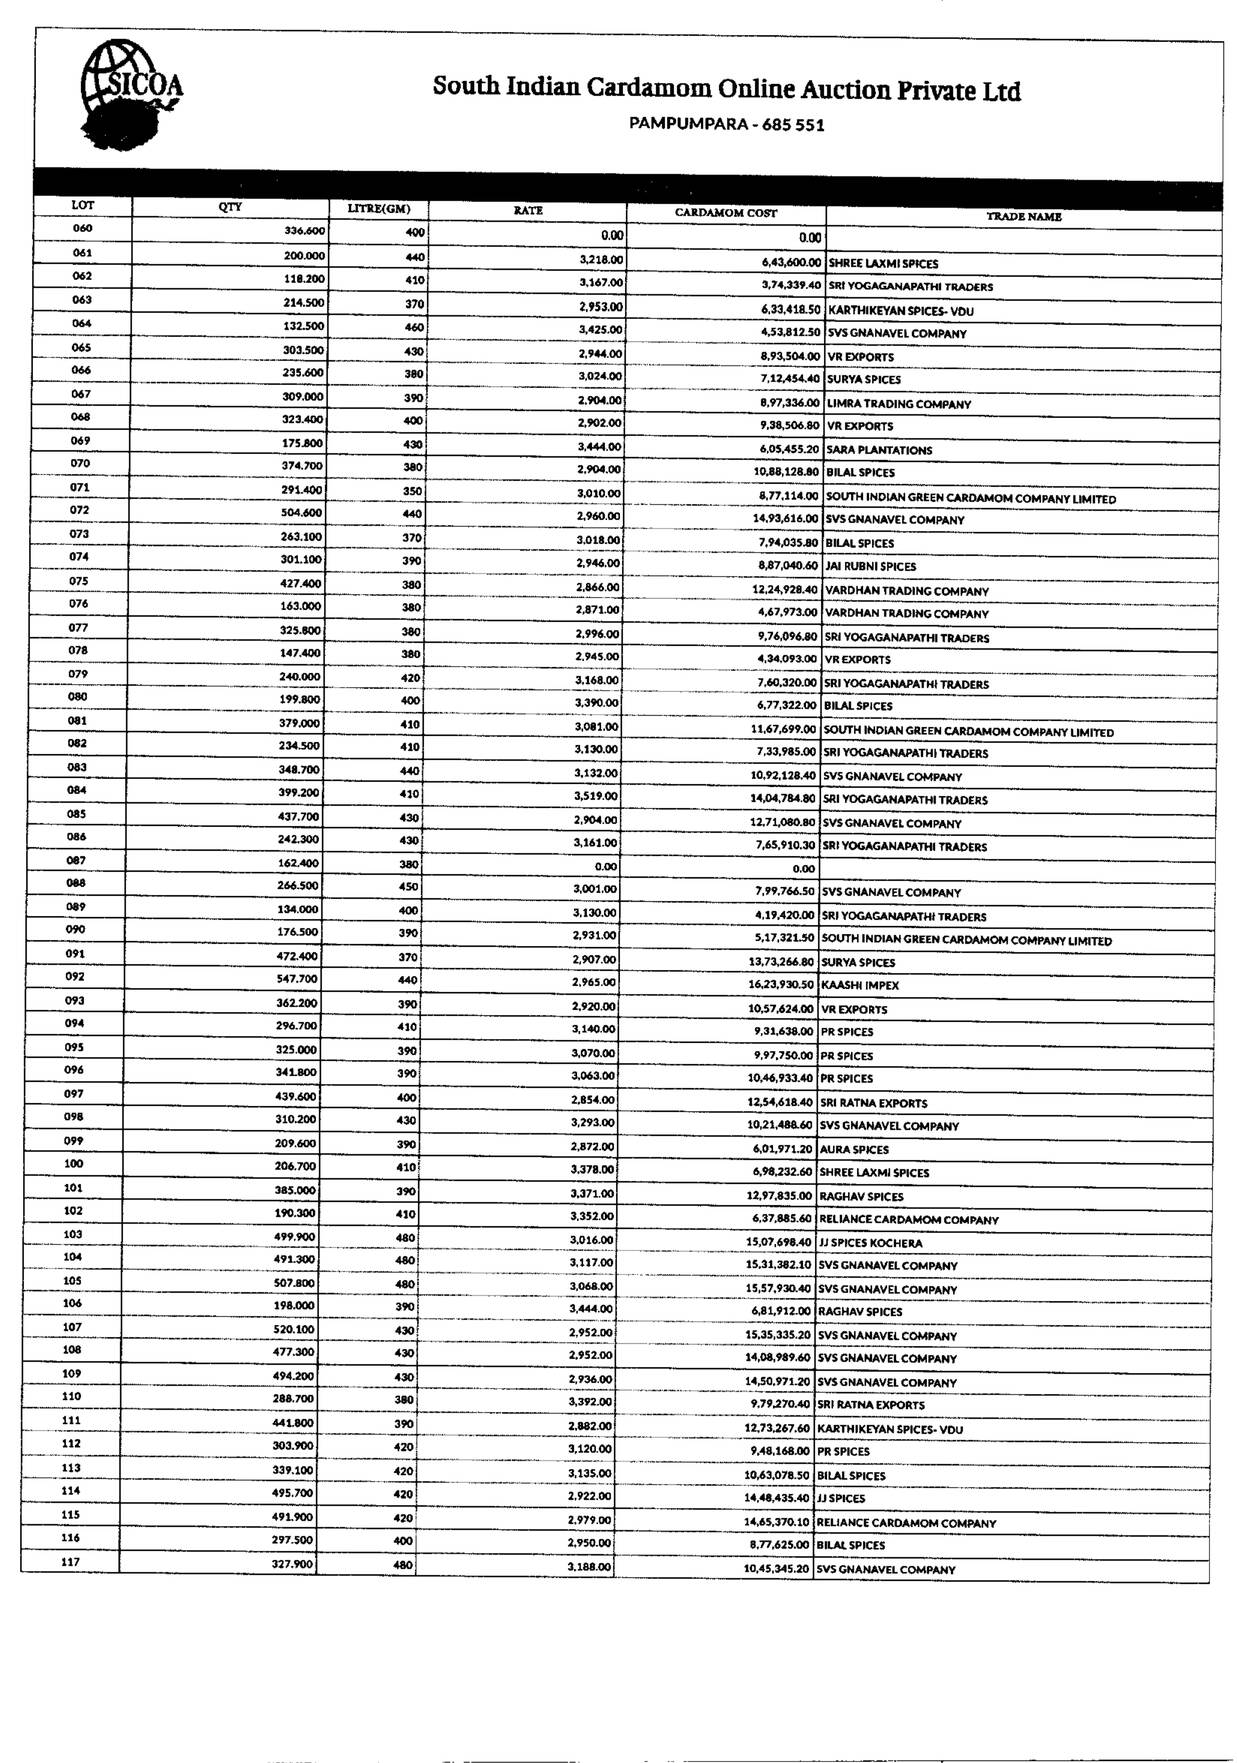 SICOA
South Indian Cardamom Online Auction Private Ltd
PAMPUMPARA - 685 551
LOT QTY LITRE(GM) RATE CARDAMOM COST TRADE NAME
060 336.600 400 0.00 0.00
061 200.000 440 3,218.00 6,43,600.00 SHREE LAXMI SPICES
062 118.200 410 3,167.00 3,74,339.40 SRI YOGAGANAPATHI TRADERS
063 214.500 370 2,953.00 6,33,418.50 KARTHIKEYAN SPICES- VDU
064 132.500 460 3,425.00 4,53,812.50 SVS GNANAVEL COMPANY
065 303.500 430 2,944.00 8,93,504.00 VR EXPORTS
066 235.600 380 3,024.00 7,12,454.40 SURYA SPICES
067 309.000 390 2,904.00 8,97,336.00 LIMRA TRADING COMPANY
068 323.400 400 2,902.00 9,38,506.80 VR EXPORTS
069 175.800 430 3,444.00 6,05,455.20 SARA PLANTATIONS
070 374.700 380 2,904.00 10,88,128.80 BILAL SPICES
071 291.400 350 3,010.00 8,77,114.00 SOUTH INDIAN GREEN CARDAMOM COMPANY LIMITED
072 504.600 440 2,960.00 14,93,616.00 SVS GNANAVEL COMPANY
073 263.100 370 3,018.00 7,94,035.80 BILAL SPICES
074 301.100 390 2,946.00 8,87,040.60 JAI RUBNI SPICES
075 427.400 380 2,866.00 12,24,928.40 VARDHAN TRADING COMPANY
076 163.000 380 2,871.00 4,67,973.00 VARDHAN TRADING COMPANY
077 325.800 380 2,996.00 9,76,096.80 SRI YOGAGANAPATHI TRADERS
078 147.400 380 2,945.00 4,34,093.00 VR EXPORTS
079 240.000 420 3,168.00 7,60,320.00 SRI YOGAGANAPATHI TRADERS
080 199.800 400 3,390.00 6,77,322.00 BILAL SPICES
081 379.000 410 3,081.00 11,67,699.00 SOUTH INDIAN GREEN CARDAMOM COMPANY LIMITED
082 234.500 410 3,130.00 7,33,985.00 SRI YOGAGANAPATHI TRADERS
083 348.700 440 3,132.00 10,92,128.40 SVS GNANAVEL COMPANY
084 399.200 410 3,519.00 14,04,784.80 SRI YOGAGANAPATHI TRADERS
085 437.700 430 2,904.00 12,71,080.80 SVS GNANAVEL COMPANY
086 242.300 430 3,161.00 7,65,910.30 SRI YOGAGANAPATHI TRADERS
087 162.400 380 0.00 0.00
088 266.500 450 3,001.00 7,99,766.50 SVS GNANAVEL COMPANY
089 134.000 400 3,130.00 4,19,420.00 SRI YOGAGANAPATHI TRADERS
090 176.500 390 2,931.00 5,17,321.50 SOUTH INDIAN GREEN CARDAMOM COMPANY LIMITED
091 472.400 370 2,907.00 13,73,266.80 SURYA SPICES
092 547.700 440 2,965.00 16,23,930.50 KAASHI IMPEX
093 362.200 390 2,920.00 10,57,624.00 VR EXPORTS
094 296.700 410 3,140.00 9,31,638.00 PR SPICES
095 325.000 390 3,070.00 9,97,750.00 PR SPICES
096 341.800 390 3,063.00 10,46,933.40 PR SPICES
097 439.600 400 2,854.00 12,54,618.40 SRI RATNA EXPORTS
098 310.200 430 3,293.00 10,21,488.60 SVS GNANAVEL COMPANY
099 209.600 390 2,872.00 6,01,971.20 AURA SPICES
100 206.700 410 3,378.00 6,98,232.60 SHREE LAXMI SPICES
101 385.000 390 3,371.00 12,97,835.00 RAGHAV SPICES
102 190.300 410 3,352.00 6,37,885.60 RELIANCE CARDAMOM COMPANY
103 499.900 480 3,016.00 15,07,698.40 JJ SPICES KOCHERA
104 491.300 480 3,117.00 15,31,382.10 SVS GNANAVEL COMPANY
105 507.800 480 3,068.00 15,57,930.40 SVS GNANAVEL COMPANY
106 198.000 390 3,444.00 6,81,912.00 RAGHAV SPICES
107 520.100 430 2,952.00 15,35,335.20 SVS GNANAVEL COMPANY
108 477.300 430 2,952.00 14,08,989.60 SVS GNANAVEL COMPANY
109 494.200 430 2,936.00 14,50,971.20 SVS GNANAVEL COMPANY
110 288.700 380 3,392.00 9,79,270.40 SRI RATNA EXPORTS
111 441.800 390 2,882.00 12,73,267.60 KARTHIKEYAN SPICES- VDU
112 303.900 420 3,120.00 9,48,168.00 PR SPICES
113 339.100 420 3,135.00 10,63,078.50 BILAL SPICES
114 495.700 420 2,922.00 14,48,435.40 JJ SPICES
115 491.900 420 2,979.00 14,65,370.10 RELIANCE CARDAMOM COMPANY
116 297.500 400 2,950.00 8,77,625.00 BILAL SPICES
117 327.900 480 3,188.00 10,45,345.20 SVS GNANAVEL COMPANY